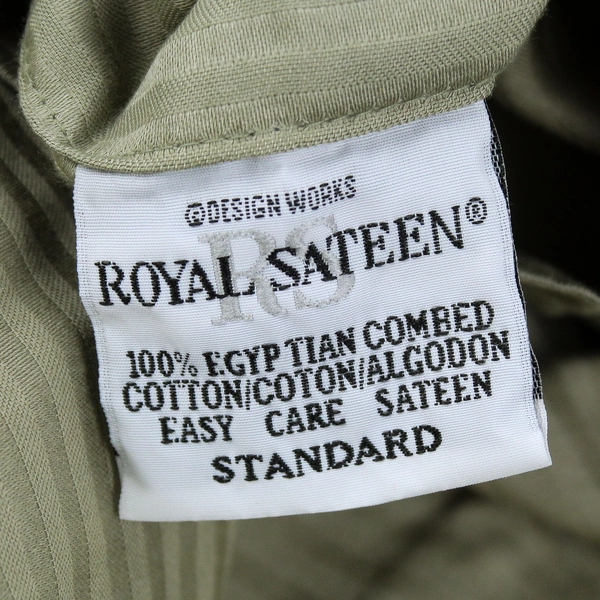 ©DESIGN WORKS
RS
ROYAL SATEEN®
100% EGYPTIAN COMBED
COTTON/COTON/ALGODON
EASY CARE SATEEN
STANDARD